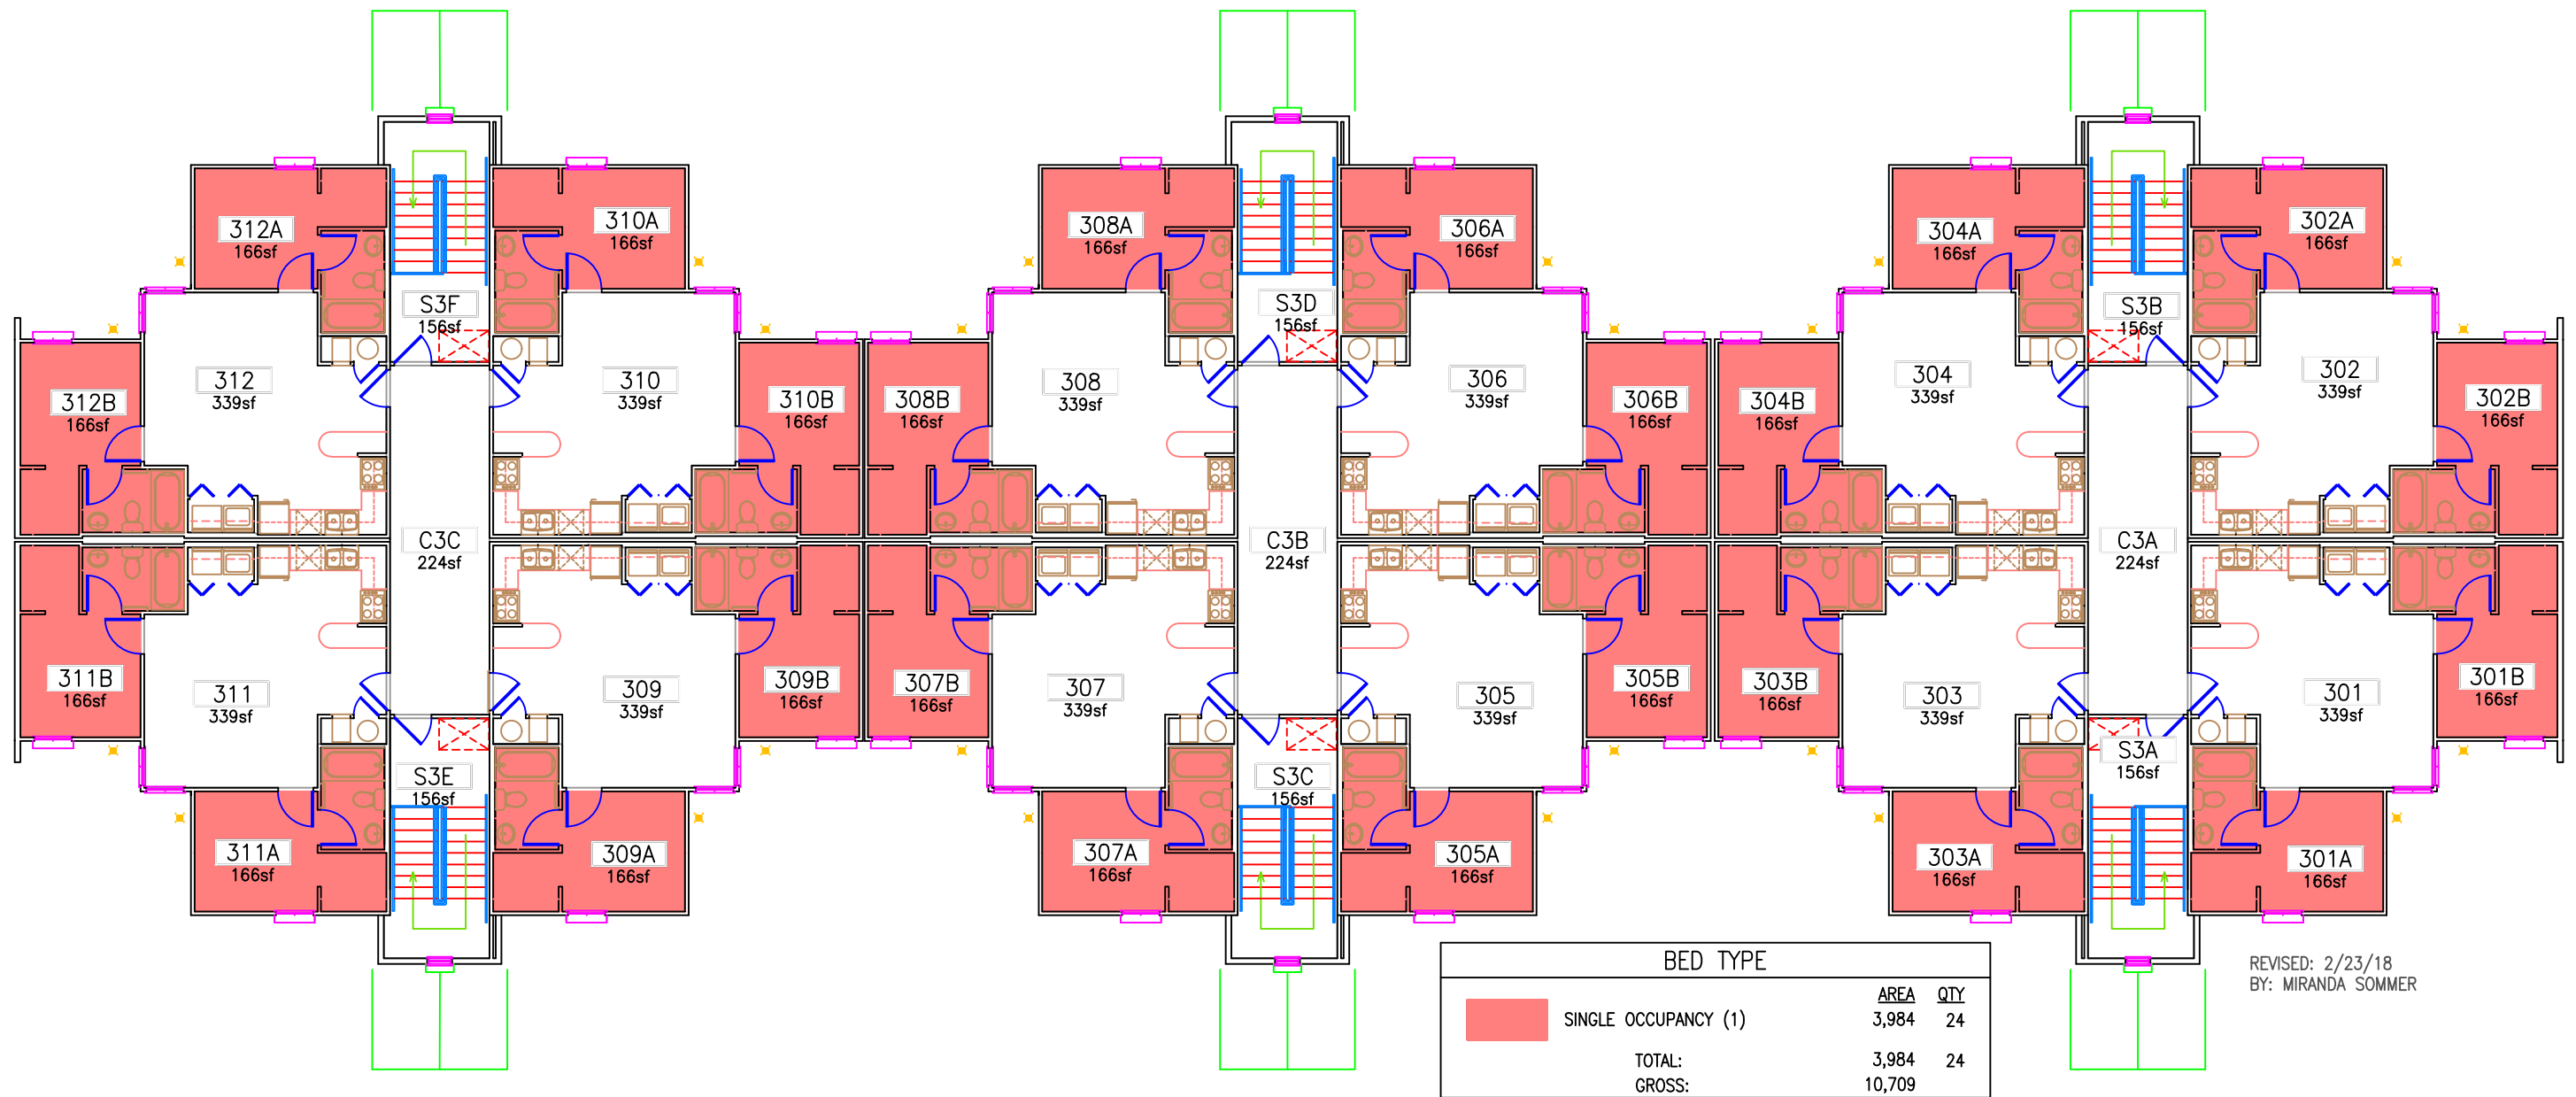 312A
166sf
310A
166sf
308A
166sf
306A
166sf
304A
166sf
302A
166sf
S3F
156sf
S3D
156sf
S3B
156sf
312B
166sf
312
339sf
310
339sf
310B
166sf
308B
166sf
308
339sf
306
339sf
306B
166sf
304B
166sf
304
339sf
302
339sf
302B
166sf
C3C
224sf
C3B
224sf
C3A
224sf
311B
166sf
311
339sf
309
339sf
309B
166sf
307B
166sf
307
339sf
305
339sf
305B
166sf
303B
166sf
303
339sf
301
339sf
301B
166sf
S3E
156sf
S3C
156sf
S3A
156sf
311A
166sf
309A
166sf
307A
166sf
305A
166sf
303A
166sf
301A
166sf
BED TYPE
AREA QTY
SINGLE OCCUPANCY (1) 3,984 24
TOTAL: 3,984 24
GROSS: 10,709
REVISED: 2/23/18
BY: MIRANDA SOMMER